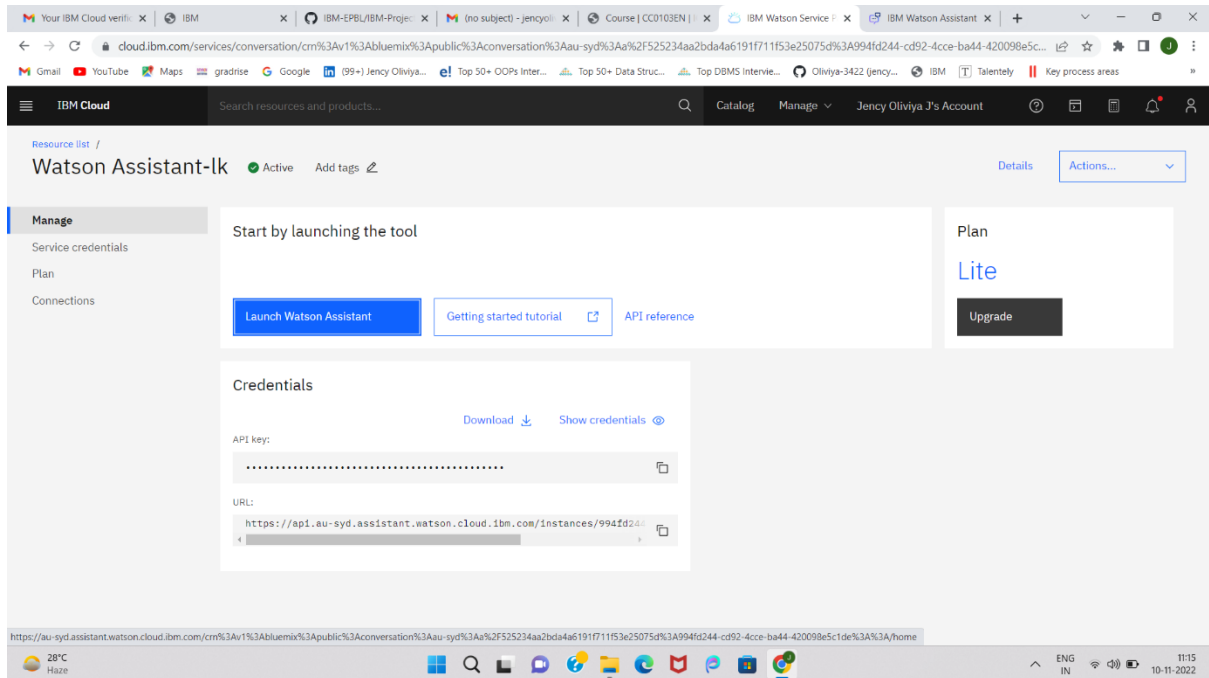 Your IBM Cloud verific
IBM
IBM-EPBL/IBM-Projec
(no subject) - jencyoli
Course | CC0103EN |
IBM Watson Service P
IBM Watson Assistant
cloud.ibm.com/services/conversation/crn%3Av1%3Abluemix%3Apublic%3Aconversation%3Aau-syd%3Aa%2F525234aa2bda4a6191f711f53e25075d%3A994fd244-cd92-4cce-ba44-420098e5c...
Gmail
YouTube
Maps
gradrise
Google
(99+) Jency Oliviya...
Top 50+ OOPs Inter...
Top 50+ Data Struc...
Top DBMS Intervie...
Oliviya-3422 (jency...
IBM
Talentely
Key process areas
»
IBM Cloud
Search resources and products...
Catalog
Manage
Jency Oliviya J's Account
Resource list /
Watson Assistant-lk
Active
Add tags
Details
Actions...
Manage
Service credentials
Plan
Connections
Start by launching the tool
Launch Watson Assistant
Getting started tutorial
API reference
Plan
Lite
Upgrade
Credentials
Download
Show credentials
API key:
URL:
https://api.au-syd.assistant.watson.cloud.ibm.com/instances/994fd244
https://au-syd.assistant.watson.cloud.ibm.com/crn%3Av1%3Abluemix%3Apublic%3Aconversation%3Aau-syd%3Aa%2F525234aa2bda4a6191f711f53e25075d%3A994fd244-cd92-4cce-ba44-420098e5c1de%3A%3A/home
28°C
Haze
ENG
IN
11:15
10-11-2022